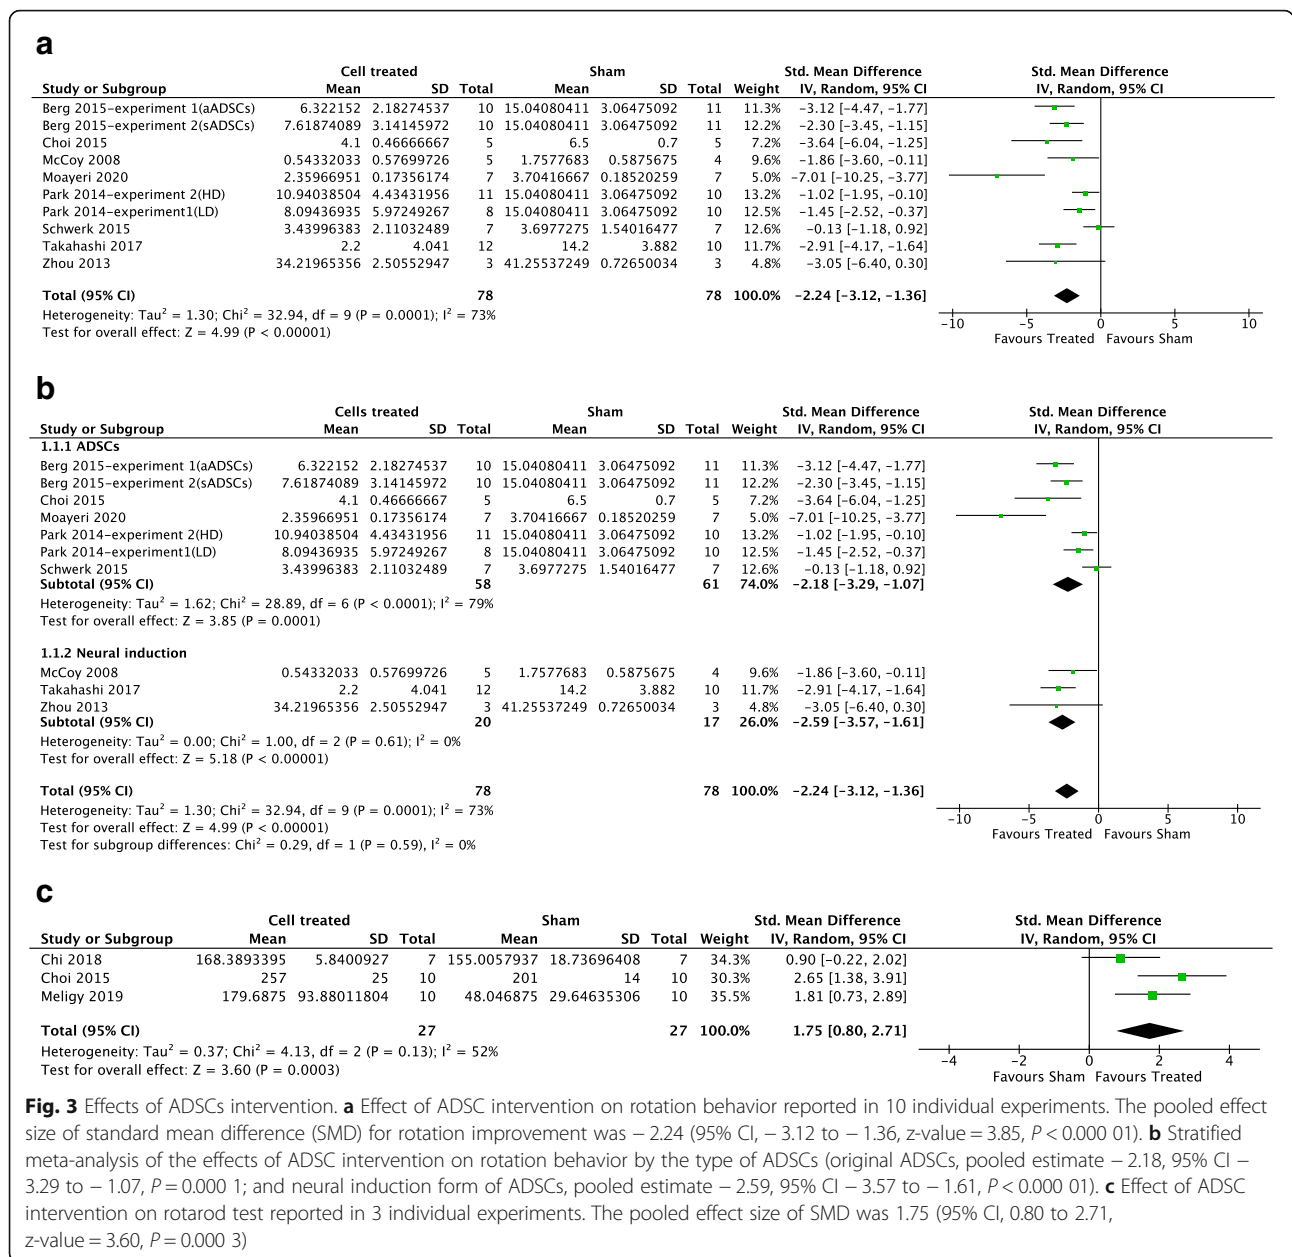 a
Cell treated Sham Std. Mean Difference Std. Mean Difference
Study or Subgroup Mean SD Total Mean SD Total Weight IV, Random, 95% CI IV, Random, 95% CI
Berg 2015-experiment 1(aADSCs) 6.322152 2.18274537 10 15.04080411 3.06475092 11 11.3% -3.12 [-4.47, -1.77]
Berg 2015-experiment 2(sADSCs) 7.61874089 3.14145972 10 15.04080411 3.06475092 11 12.2% -2.30 [-3.45, -1.15]
Choi 2015 4.1 0.46666667 5 6.5 0.7 5 7.2% -3.64 [-6.04, -1.25]
McCoy 2008 0.54332033 0.57699726 5 1.7577683 0.5875675 4 9.6% -1.86 [-3.60, -0.11]
Moayeri 2020 2.35966951 0.17356174 7 3.70416667 0.18520259 7 5.0% -7.01 [-10.25, -3.77]
Park 2014-experiment 2(HD) 10.94038504 4.43431956 11 15.04080411 3.06475092 10 13.2% -1.02 [-1.95, -0.10]
Park 2014-experiment1(LD) 8.09436935 5.97249267 8 15.04080411 3.06475092 10 12.5% -1.45 [-2.52, -0.37]
Schwerk 2015 3.43996383 2.11032489 7 3.6977275 1.54016477 7 12.6% -0.13 [-1.18, 0.92]
Takahashi 2017 2.2 4.041 12 14.2 3.882 10 11.7% -2.91 [-4.17, -1.64]
Zhou 2013 34.21965356 2.50552947 3 41.25537249 0.72650034 3 4.8% -3.05 [-6.40, 0.30]
Total (95% CI) 78 78 100.0% -2.24 [-3.12, -1.36]
Heterogeneity: Tau² = 1.30; Chi² = 32.94, df = 9 (P = 0.0001); I² = 73%
Test for overall effect: Z = 4.99 (P < 0.00001)
-10 -5 0 5 10
Favours Treated Favours Sham
b
Cells treated Sham Std. Mean Difference Std. Mean Difference
Study or Subgroup Mean SD Total Mean SD Total Weight IV, Random, 95% CI IV, Random, 95% CI
1.1.1 ADSCs
Berg 2015-experiment 1(aADSCs) 6.322152 2.18274537 10 15.04080411 3.06475092 11 11.3% -3.12 [-4.47, -1.77]
Berg 2015-experiment 2(sADSCs) 7.61874089 3.14145972 10 15.04080411 3.06475092 11 12.2% -2.30 [-3.45, -1.15]
Choi 2015 4.1 0.46666667 5 6.5 0.7 5 7.2% -3.64 [-6.04, -1.25]
Moayeri 2020 2.35966951 0.17356174 7 3.70416667 0.18520259 7 5.0% -7.01 [-10.25, -3.77]
Park 2014-experiment 2(HD) 10.94038504 4.43431956 11 15.04080411 3.06475092 10 13.2% -1.02 [-1.95, -0.10]
Park 2014-experiment1(LD) 8.09436935 5.97249267 8 15.04080411 3.06475092 10 12.5% -1.45 [-2.52, -0.37]
Schwerk 2015 3.43996383 2.11032489 7 3.6977275 1.54016477 7 12.6% -0.13 [-1.18, 0.92]
Subtotal (95% CI) 58 61 74.0% -2.18 [-3.29, -1.07]
Heterogeneity: Tau² = 1.62; Chi² = 28.89, df = 6 (P < 0.0001); I² = 79%
Test for overall effect: Z = 3.85 (P = 0.0001)
1.1.2 Neural induction
McCoy 2008 0.54332033 0.57699726 5 1.7577683 0.5875675 4 9.6% -1.86 [-3.60, -0.11]
Takahashi 2017 2.2 4.041 12 14.2 3.882 10 11.7% -2.91 [-4.17, -1.64]
Zhou 2013 34.21965356 2.50552947 3 41.25537249 0.72650034 3 4.8% -3.05 [-6.40, 0.30]
Subtotal (95% CI) 20 17 26.0% -2.59 [-3.57, -1.61]
Heterogeneity: Tau² = 0.00; Chi² = 1.00, df = 2 (P = 0.61); I² = 0%
Test for overall effect: Z = 5.18 (P < 0.00001)
Total (95% CI) 78 78 100.0% -2.24 [-3.12, -1.36]
Heterogeneity: Tau² = 1.30; Chi² = 32.94, df = 9 (P = 0.0001); I² = 73%
Test for overall effect: Z = 4.99 (P < 0.00001)
Test for subgroup differences: Chi² = 0.29, df = 1 (P = 0.59), I² = 0%
-10 -5 0 5 10
Favours Treated Favours Sham
c
Cell treated Sham Std. Mean Difference Std. Mean Difference
Study or Subgroup Mean SD Total Mean SD Total Weight IV, Random, 95% CI IV, Random, 95% CI
Chi 2018 168.3893395 5.8400927 7 155.0057937 18.73696408 7 34.3% 0.90 [-0.22, 2.02]
Choi 2015 257 25 10 201 14 10 30.3% 2.65 [1.38, 3.91]
Meligy 2019 179.6875 93.88011804 10 48.046875 29.64635306 10 35.5% 1.81 [0.73, 2.89]
Total (95% CI) 27 27 100.0% 1.75 [0.80, 2.71]
Heterogeneity: Tau² = 0.37; Chi² = 4.13, df = 2 (P = 0.13); I² = 52%
Test for overall effect: Z = 3.60 (P = 0.0003)
-4 -2 0 2 4
Favours Sham Favours Treated
Fig. 3 Effects of ADSCs intervention. a Effect of ADSC intervention on rotation behavior reported in 10 individual experiments. The pooled effect
size of standard mean difference (SMD) for rotation improvement was − 2.24 (95% CI, − 3.12 to − 1.36, z-value = 3.85, P < 0.000 01). b Stratified
meta-analysis of the effects of ADSC intervention on rotation behavior by the type of ADSCs (original ADSCs, pooled estimate − 2.18, 95% CI −
3.29 to − 1.07, P = 0.000 1; and neural induction form of ADSCs, pooled estimate − 2.59, 95% CI − 3.57 to − 1.61, P < 0.000 01). c Effect of ADSC
intervention on rotarod test reported in 3 individual experiments. The pooled effect size of SMD was 1.75 (95% CI, 0.80 to 2.71,
z-value = 3.60, P = 0.000 3)